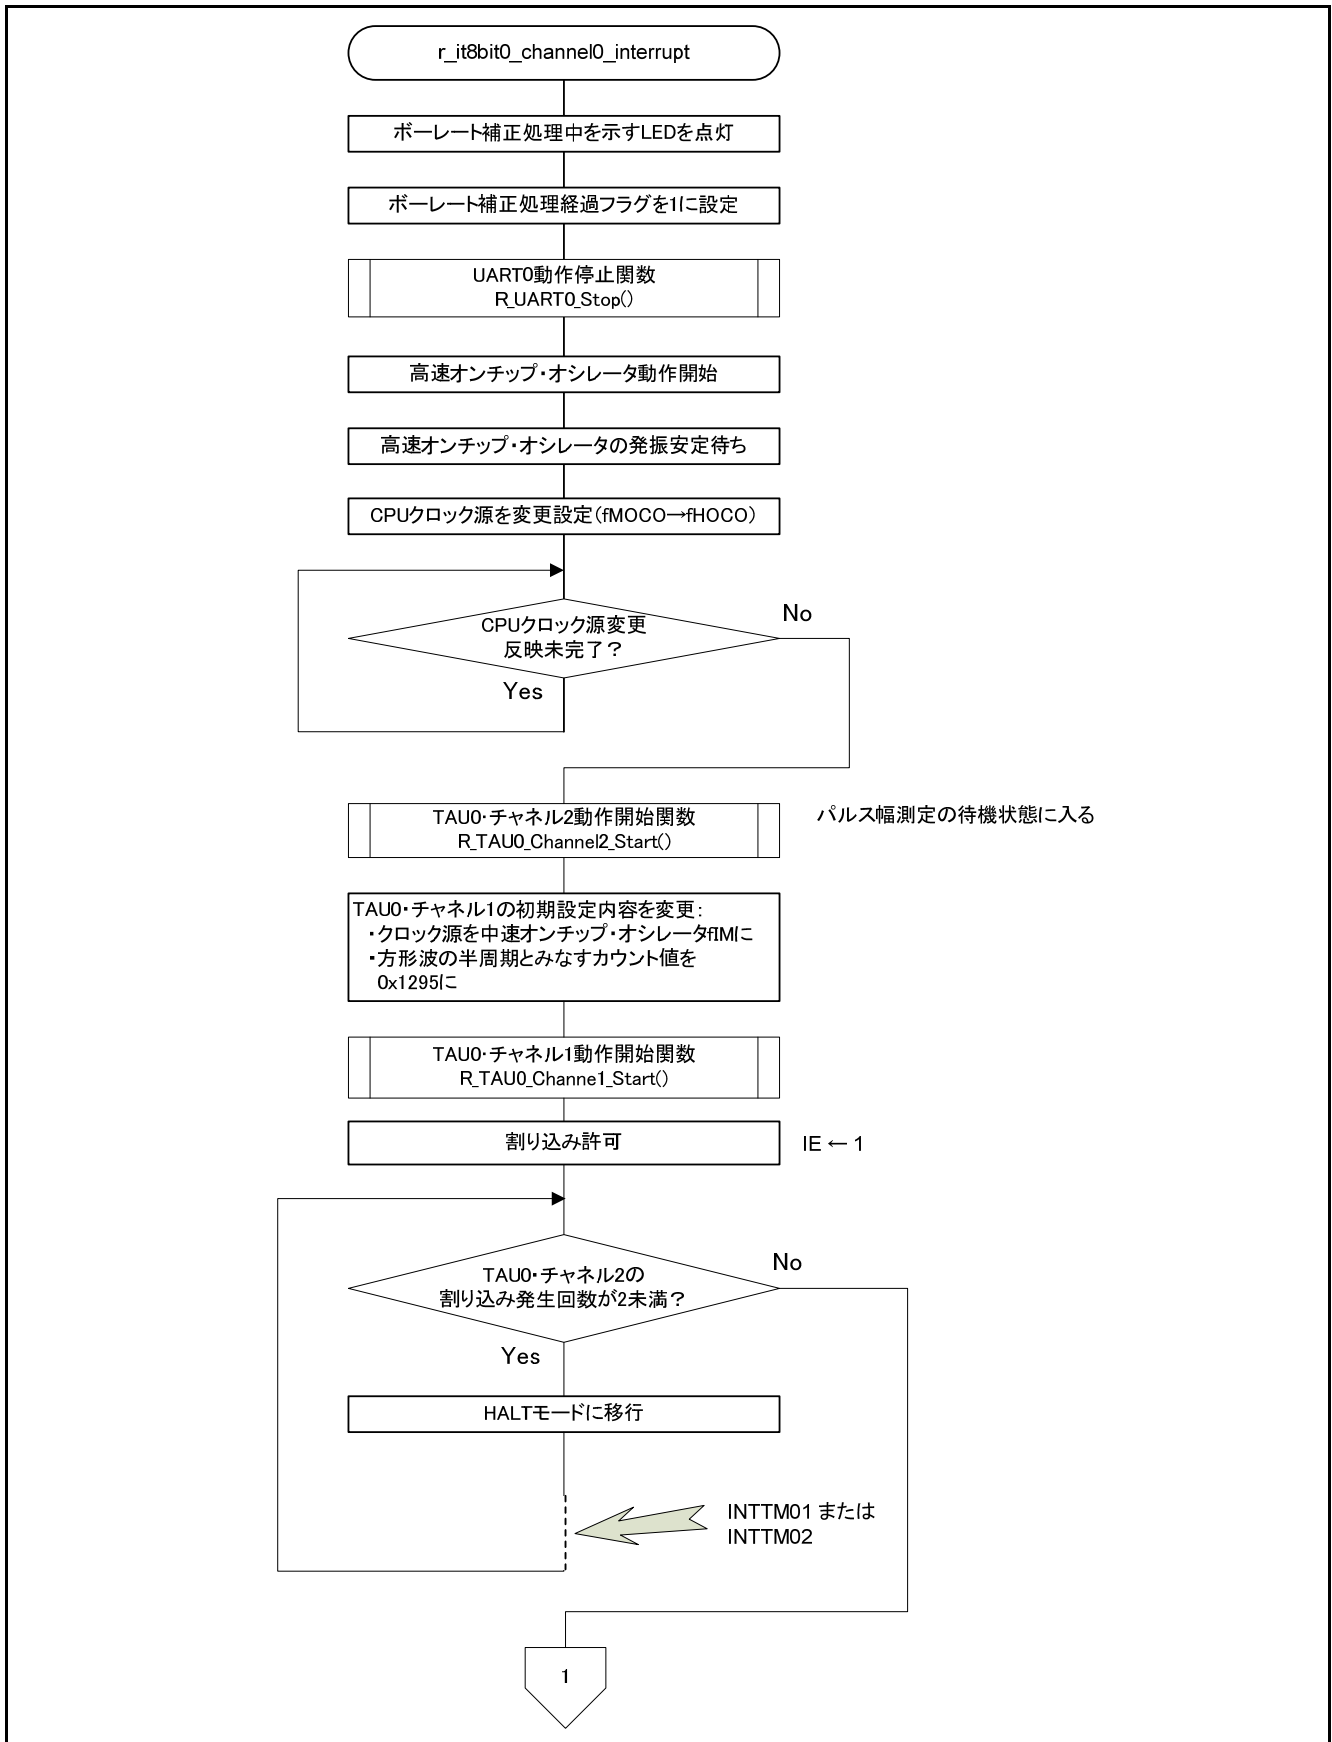 r_it8bit0_channel0_interrupt
ボーレート補正処理中を示すLEDを点灯
ボーレート補正処理経過フラグを1に設定
UART0動作停止関数
R_UART0_Stop()
高速オンチップ・オシレータ動作開始
高速オンチップ・オシレータの発振安定待ち
CPUクロック源を変更設定(fMOCO→fHOCO)
CPUクロック源変更
反映未完了?
No
Yes
TAU0・チャネル2動作開始関数
R_TAU0_Channel2_Start()
パルス幅測定の待機状態に入る
TAU0・チャネル1の初期設定内容を変更:
・クロック源を中速オンチップ・オシレータfIMに
・方形波の半周期とみなすカウント値を
0x1295に
TAU0・チャネル1動作開始関数
R_TAU0_Channe1_Start()
割り込み許可
IE ← 1
TAU0・チャネル2の
割り込み発生回数が2未満?
No
Yes
HALTモードに移行
INTTM01 または
INTTM02
1